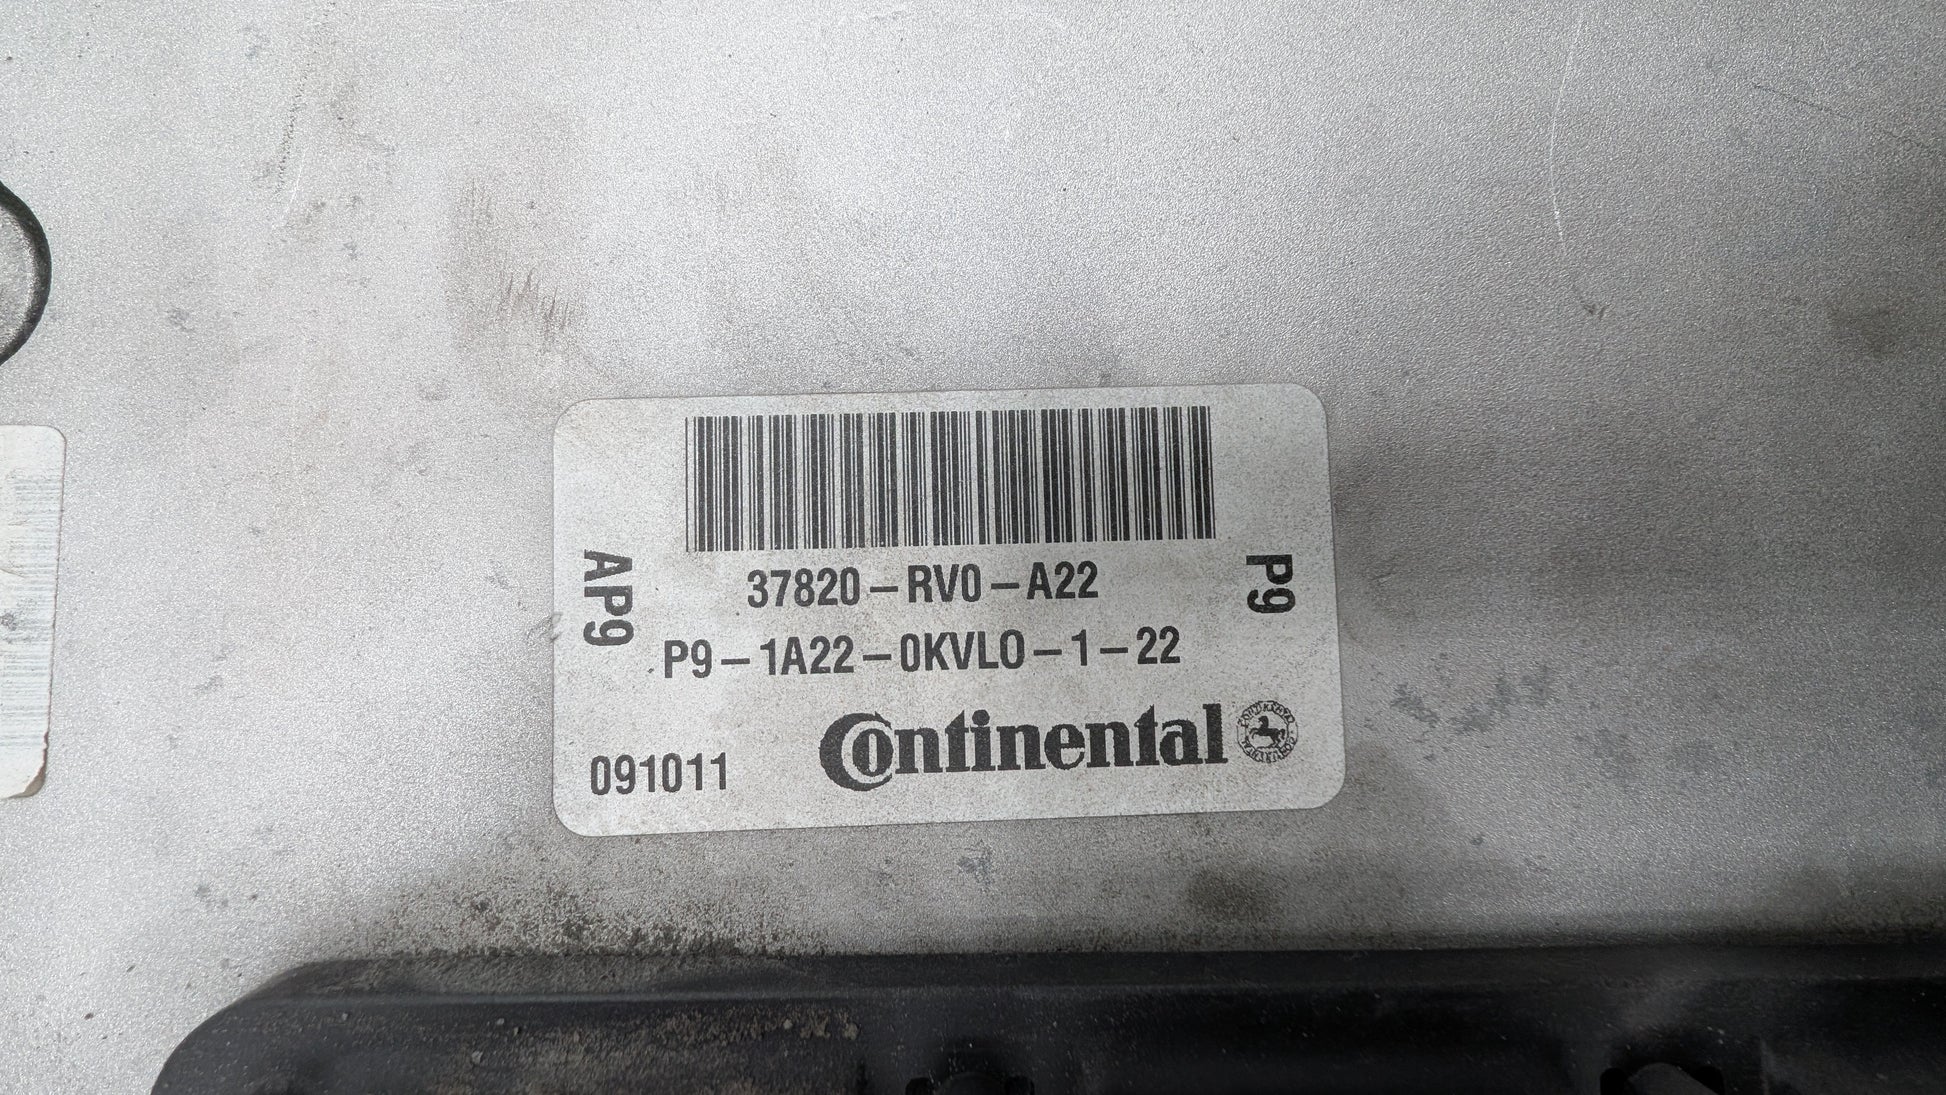 37820-RV0-A22
P9-1A22-0KVL0-1-22
AP9
P9
091011
Continental